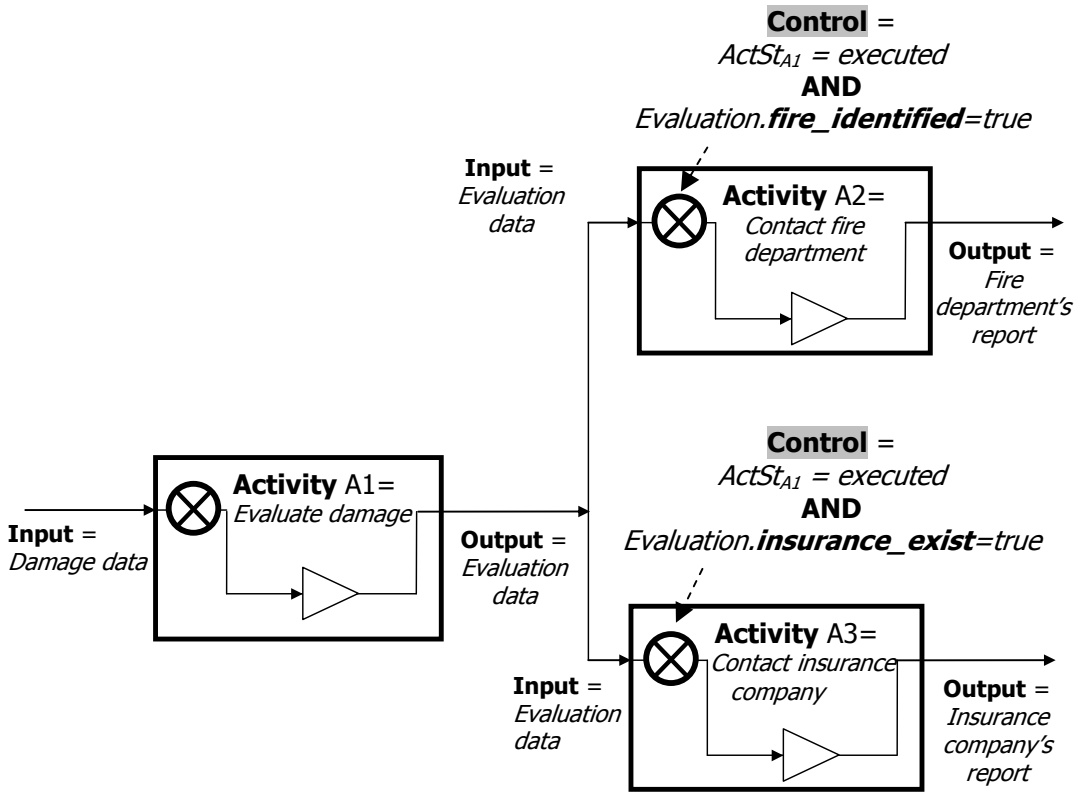 Control =
ActStA1 = executed
AND
Evaluation.fire_identified=true
Input =
Evaluation
data
Activity A2=
Contact fire
department
Output =
Fire
department's
report
Control =
ActStA1 = executed
AND
Evaluation.insurance_exist=true
Activity A1=
Evaluate damage
Input =
Damage data
Output =
Evaluation
data
Activity A3=
Contact insurance
company
Input =
Evaluation
data
Output =
Insurance
company's
report